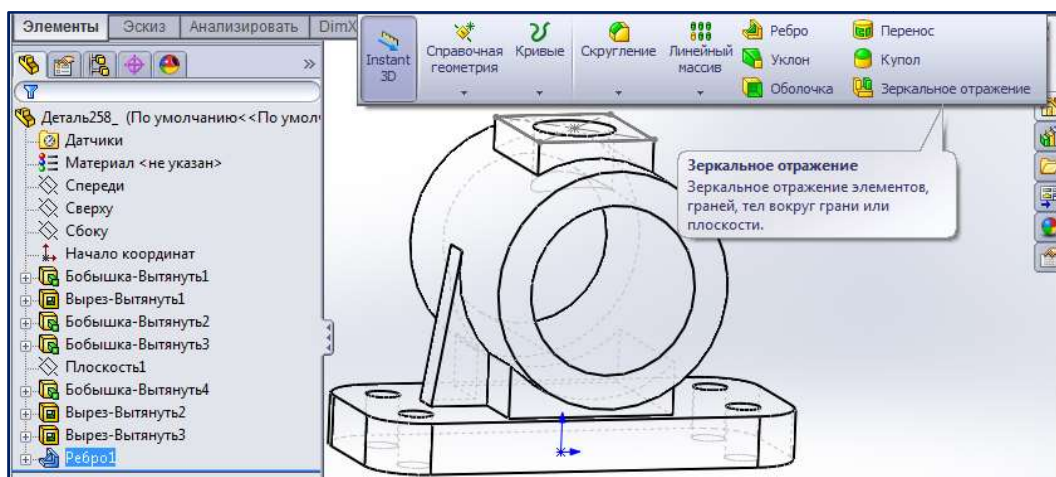 Элементы Эскиз Анализировать DimX
Instant 3D
Справочная геометрия
Кривые
Скругление
Линейный массив
Ребро
Уклон
Оболочка
Перенос
Купол
Зеркальное отражение
»
Деталь258_ (По умолчанию<<По умол
Датчики
Материал <не указан>
Спереди
Сверху
Сбоку
Начало координат
Бобышка-Вытянуть1
Вырез-Вытянуть1
Бобышка-Вытянуть2
Бобышка-Вытянуть3
Плоскость1
Бобышка-Вытянуть4
Вырез-Вытянуть2
Вырез-Вытянуть3
Ребро1
Зеркальное отражение
Зеркальное отражение элементов,
граней, тел вокруг грани или
плоскости.